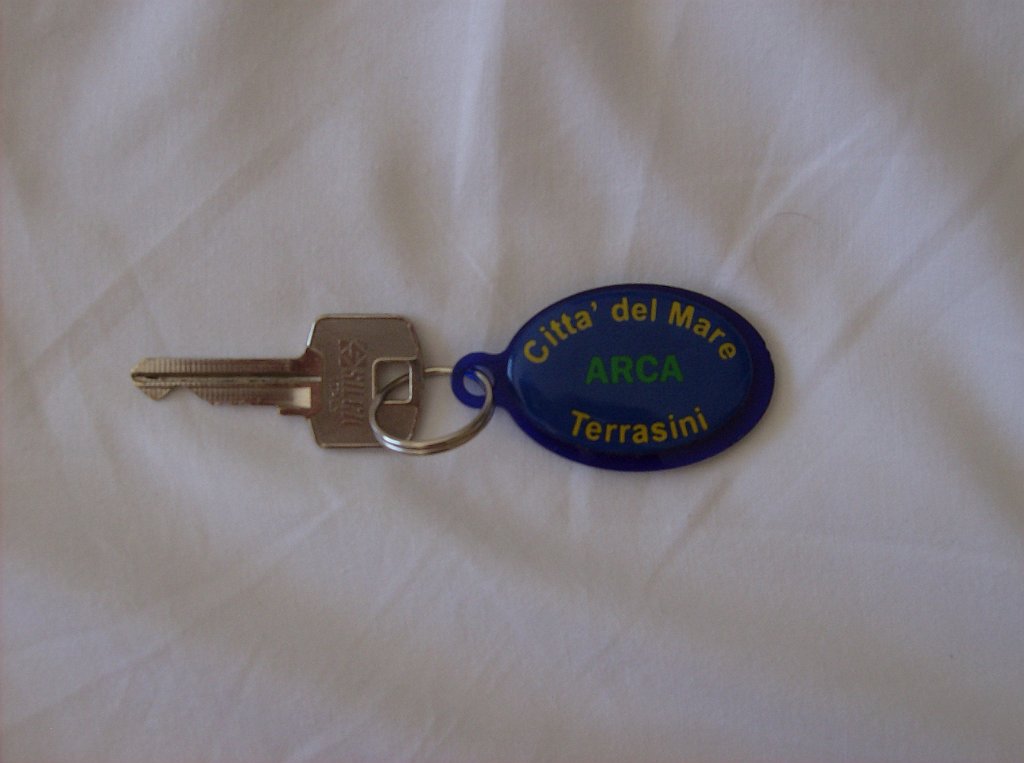 Citta' del Mare
ARCA
Terrasini